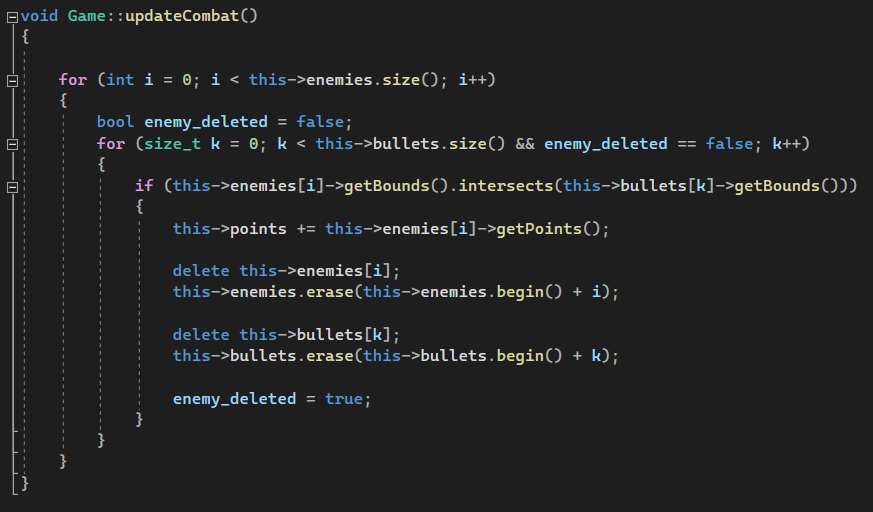 void Game::updateCombat()
{
for (int i = 0; i < this->enemies.size(); i++)
{
bool enemy_deleted = false;
for (size_t k = 0; k < this->bullets.size() && enemy_deleted == false; k++)
{
if (this->enemies[i]->getBounds().intersects(this->bullets[k]->getBounds()))
{
this->points += this->enemies[i]->getPoints();
delete this->enemies[i];
this->enemies.erase(this->enemies.begin() + i);
delete this->bullets[k];
this->bullets.erase(this->bullets.begin() + k);
enemy_deleted = true;
}
}
}
}